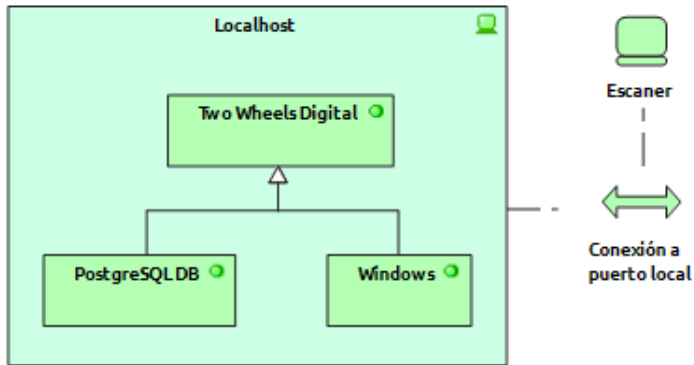 Localhost
Two Wheels Digital
PostgreSQL DB
Windows
Escaner
Conexión a
puerto local